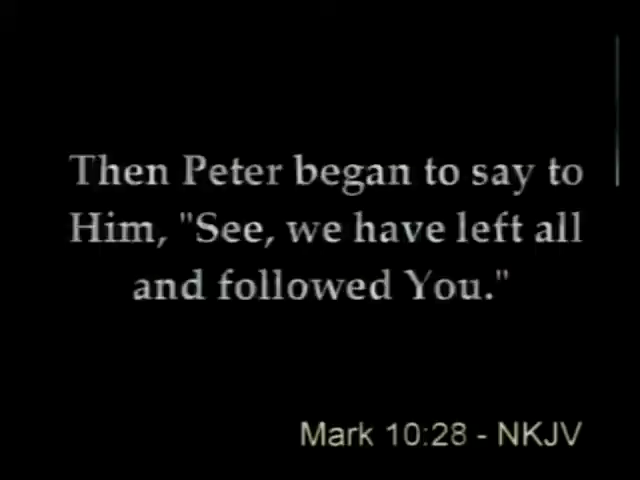 Then Peter began to say to
Him, "See, we have left all
and followed You."
Mark 10:28 - NKJV